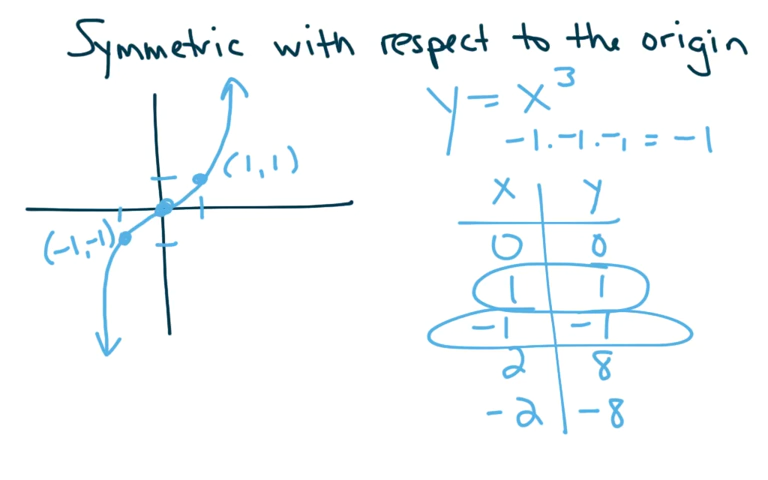 Symmetric with respect to the origin
y = x³
-1·-1·-1 = -1
(1,1)
(-1,-1)
x y
0 0
1 1
-1 -1
2 8
-2 -8